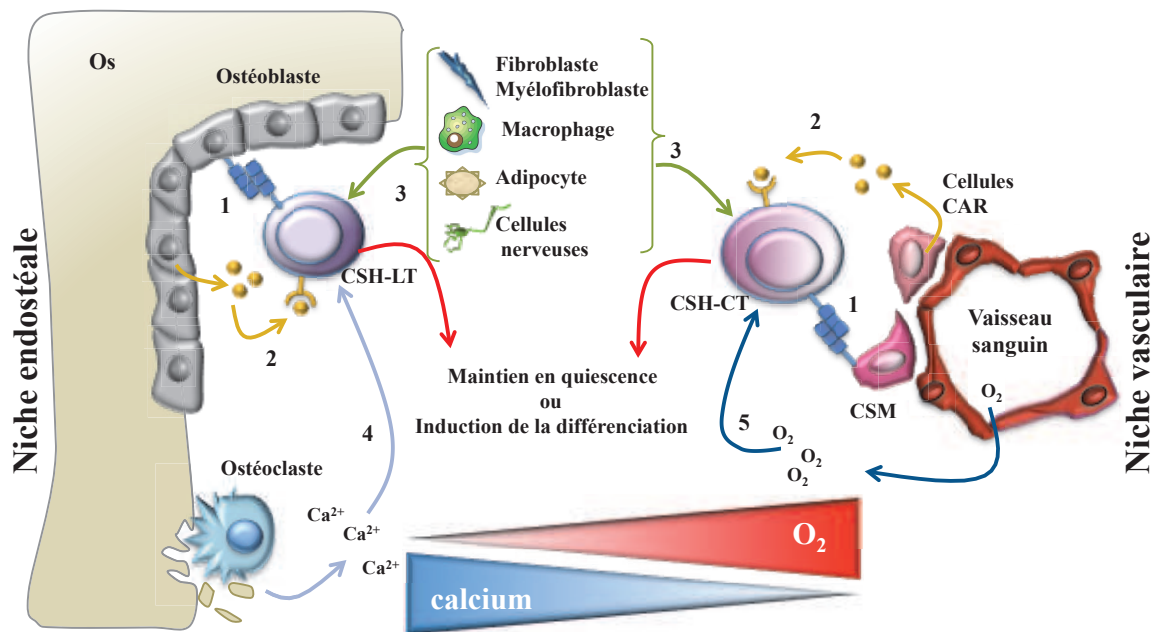 Os
Ostéoblaste
Fibroblaste
Myélofibroblaste
Macrophage
Adipocyte
Cellules
nerveuses
3
3
1
2
CSH-LT
2
Cellules
CAR
CSH-CT
1
CSM
Vaisseau
sanguin
O₂
Niche endostéale
Niche vasculaire
Maintien en quiescence
ou
Induction de la différenciation
4
5
O₂
O₂
O₂
Ostéoclaste
Ca²⁺
Ca²⁺
Ca²⁺
O₂
calcium